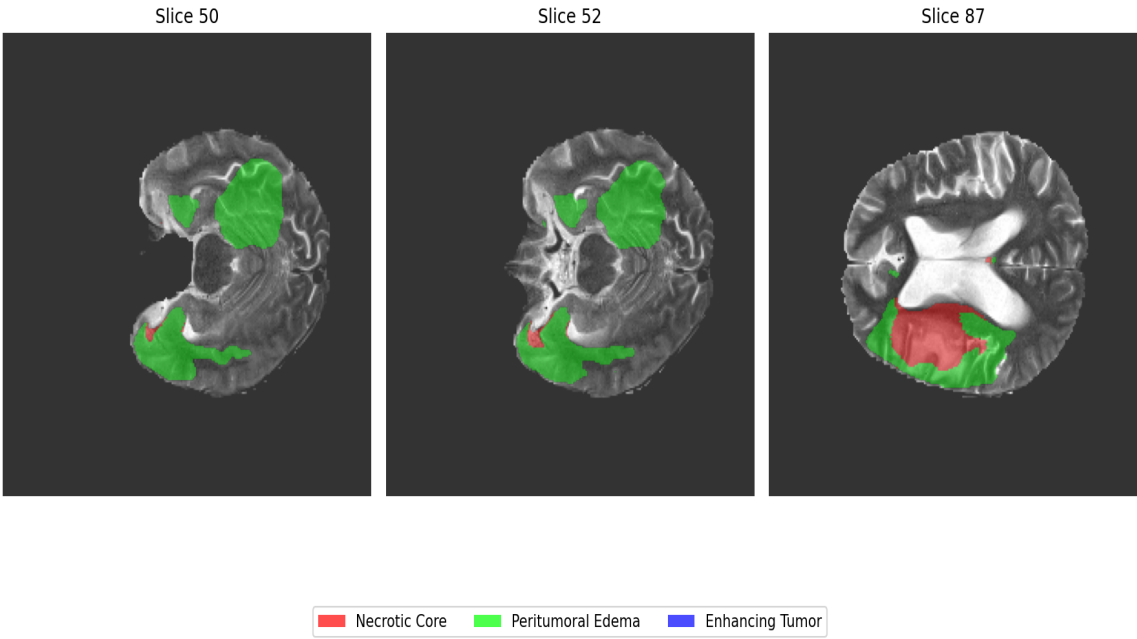 Slice 50
Slice 52
Slice 87
Necrotic Core
Peritumoral Edema
Enhancing Tumor